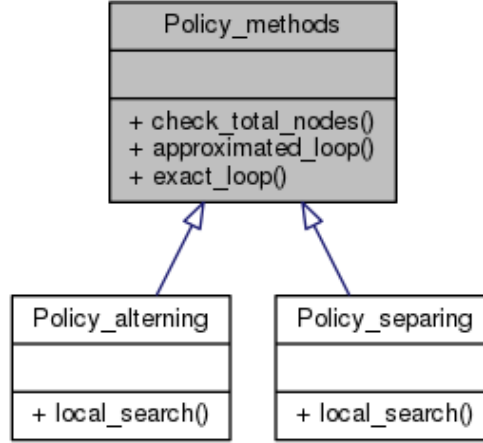 Policy_methods
+ check_total_nodes()
+ approximated_loop()
+ exact_loop()
Policy_alterning
+ local_search()
Policy_separing
+ local_search()